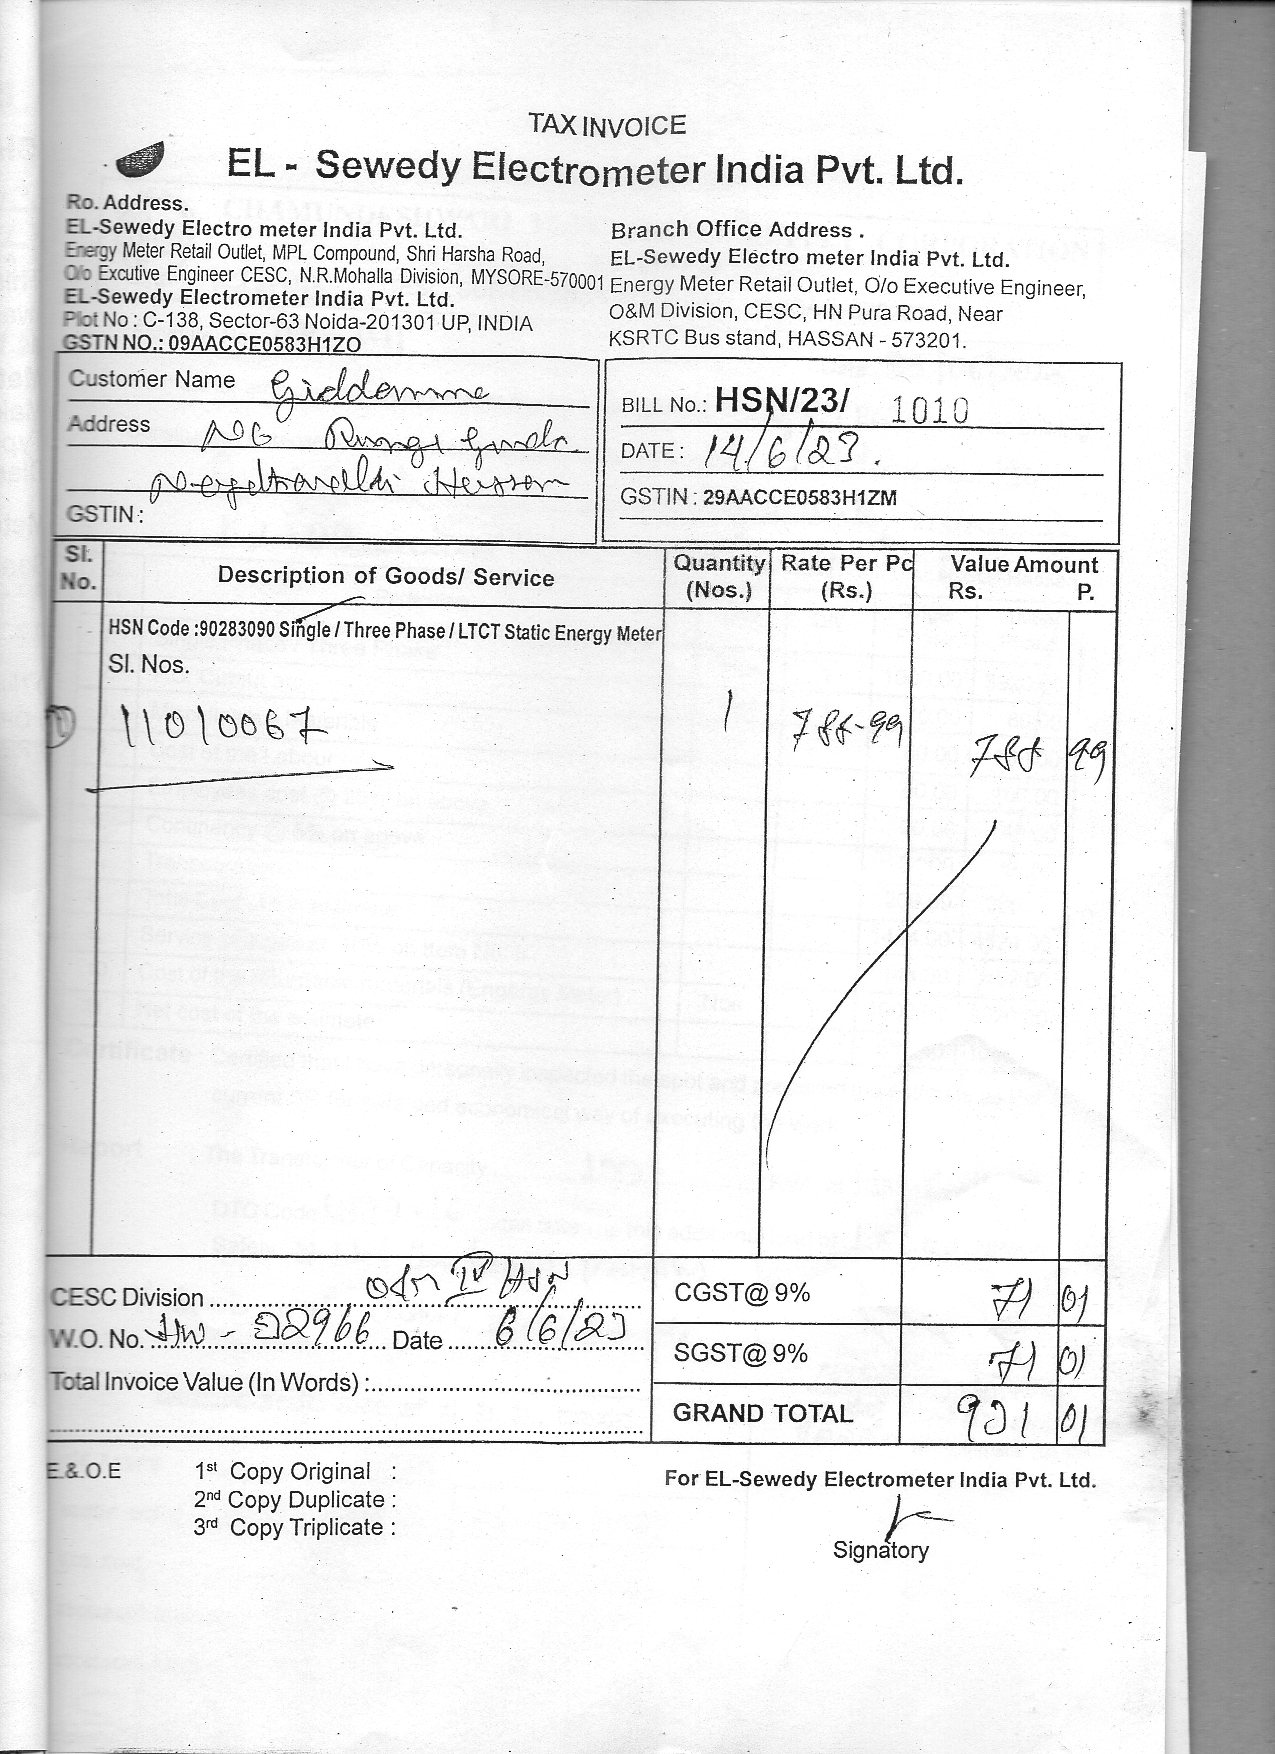 TAX INVOICE
EL - Sewedy Electrometer India Pvt. Ltd.
Ro. Address.
EL-Sewedy Electro meter India Pvt. Ltd.
Energy Meter Retail Outlet, MPL Compound, Shri Harsha Road,
O/o Excutive Engineer CESC, N.R.Mohalla Division, MYSORE-570001
EL-Sewedy Electrometer India Pvt. Ltd.
Plot No : C-138, Sector-63 Noida-201301 UP, INDIA
GSTN NO.: 09AACCE0583H1ZO
Branch Office Address .
EL-Sewedy Electro meter India Pvt. Ltd.
Energy Meter Retail Outlet, O/o Executive Engineer,
O&M Division, CESC, HN Pura Road, Near
KSRTC Bus stand, HASSAN - 573201.
Customer Name Giddamma
Address
GSTIN :
BILL No.: HSN/23/ 1010
DATE : 14/6/23.
GSTIN : 29AACCE0583H1ZM
Sl. No. Description of Goods/ Service Quantity (Nos.) Rate Per Pc (Rs.) Value Amount Rs. P.
HSN Code :90283090 Single / Three Phase / LTCT Static Energy Meter
Sl. Nos.
1) 11010067 1 788-99 788 99
CESC Division ........ IV HSN
W.O. No. ........ Date 6/6/23
Total Invoice Value (In Words) :........
CGST@ 9% 71 01
SGST@ 9% 71 01
GRAND TOTAL 931 01
E.&.O.E
1st Copy Original :
2nd Copy Duplicate :
3rd Copy Triplicate :
For EL-Sewedy Electrometer India Pvt. Ltd.
Signatory